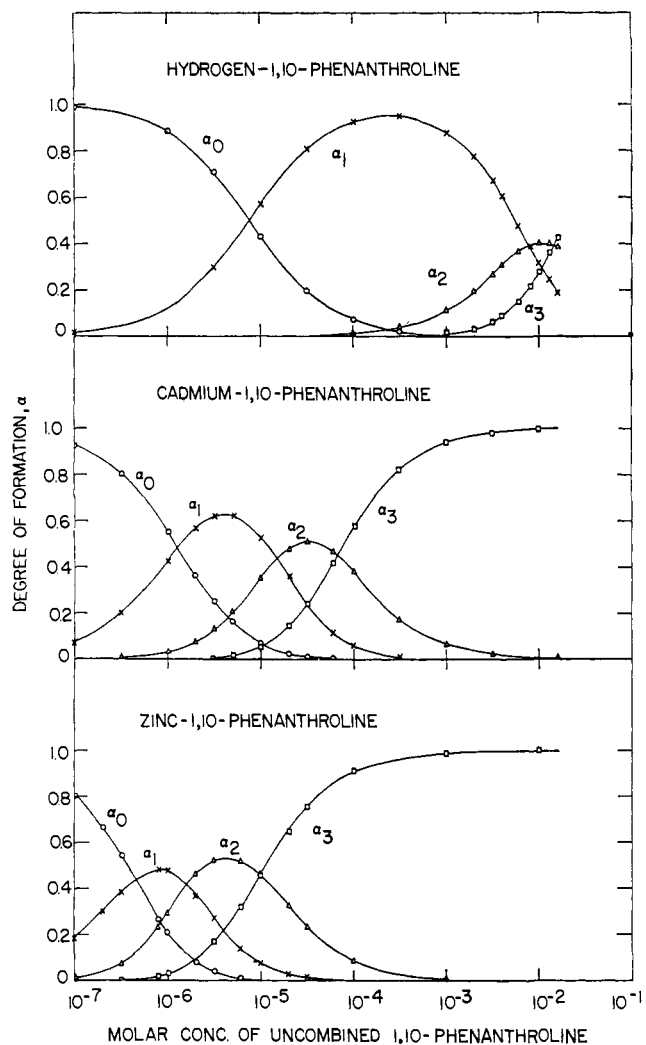 HYDROGEN-1,10-PHENANTHROLINE
1.0
0.8
0.6
0.4
0.2
0
α0
α1
α2
α3
CADMIUM-1,10-PHENANTHROLINE
1.0
0.8
0.6
0.4
0.2
0
α0
α1
α2
α3
DEGREE OF FORMATION, α
ZINC-1,10-PHENANTHROLINE
1.0
0.8
0.6
0.4
0.2
0
α0
α1
α2
α3
10-7 10-6 10-5 10-4 10-3 10-2 10-1
MOLAR CONC. OF UNCOMBINED 1,10-PHENANTHROLINE